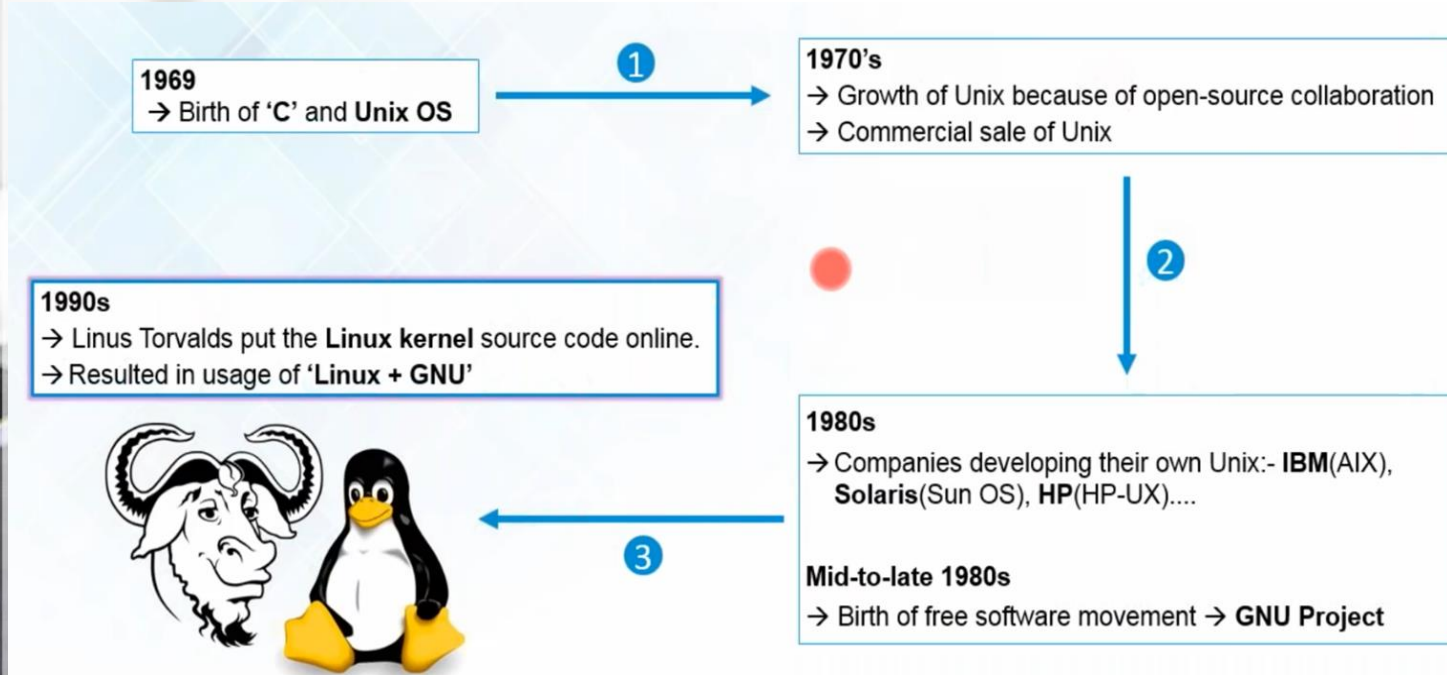 1969
→ Birth of ‘C’ and Unix OS
1
1970’s
→ Growth of Unix because of open-source collaboration
→ Commercial sale of Unix
2
1980s
→ Companies developing their own Unix:- IBM(AIX),
Solaris(Sun OS), HP(HP-UX)....
Mid-to-late 1980s
→ Birth of free software movement → GNU Project
3
1990s
→ Linus Torvalds put the Linux kernel source code online.
→ Resulted in usage of ‘Linux + GNU’